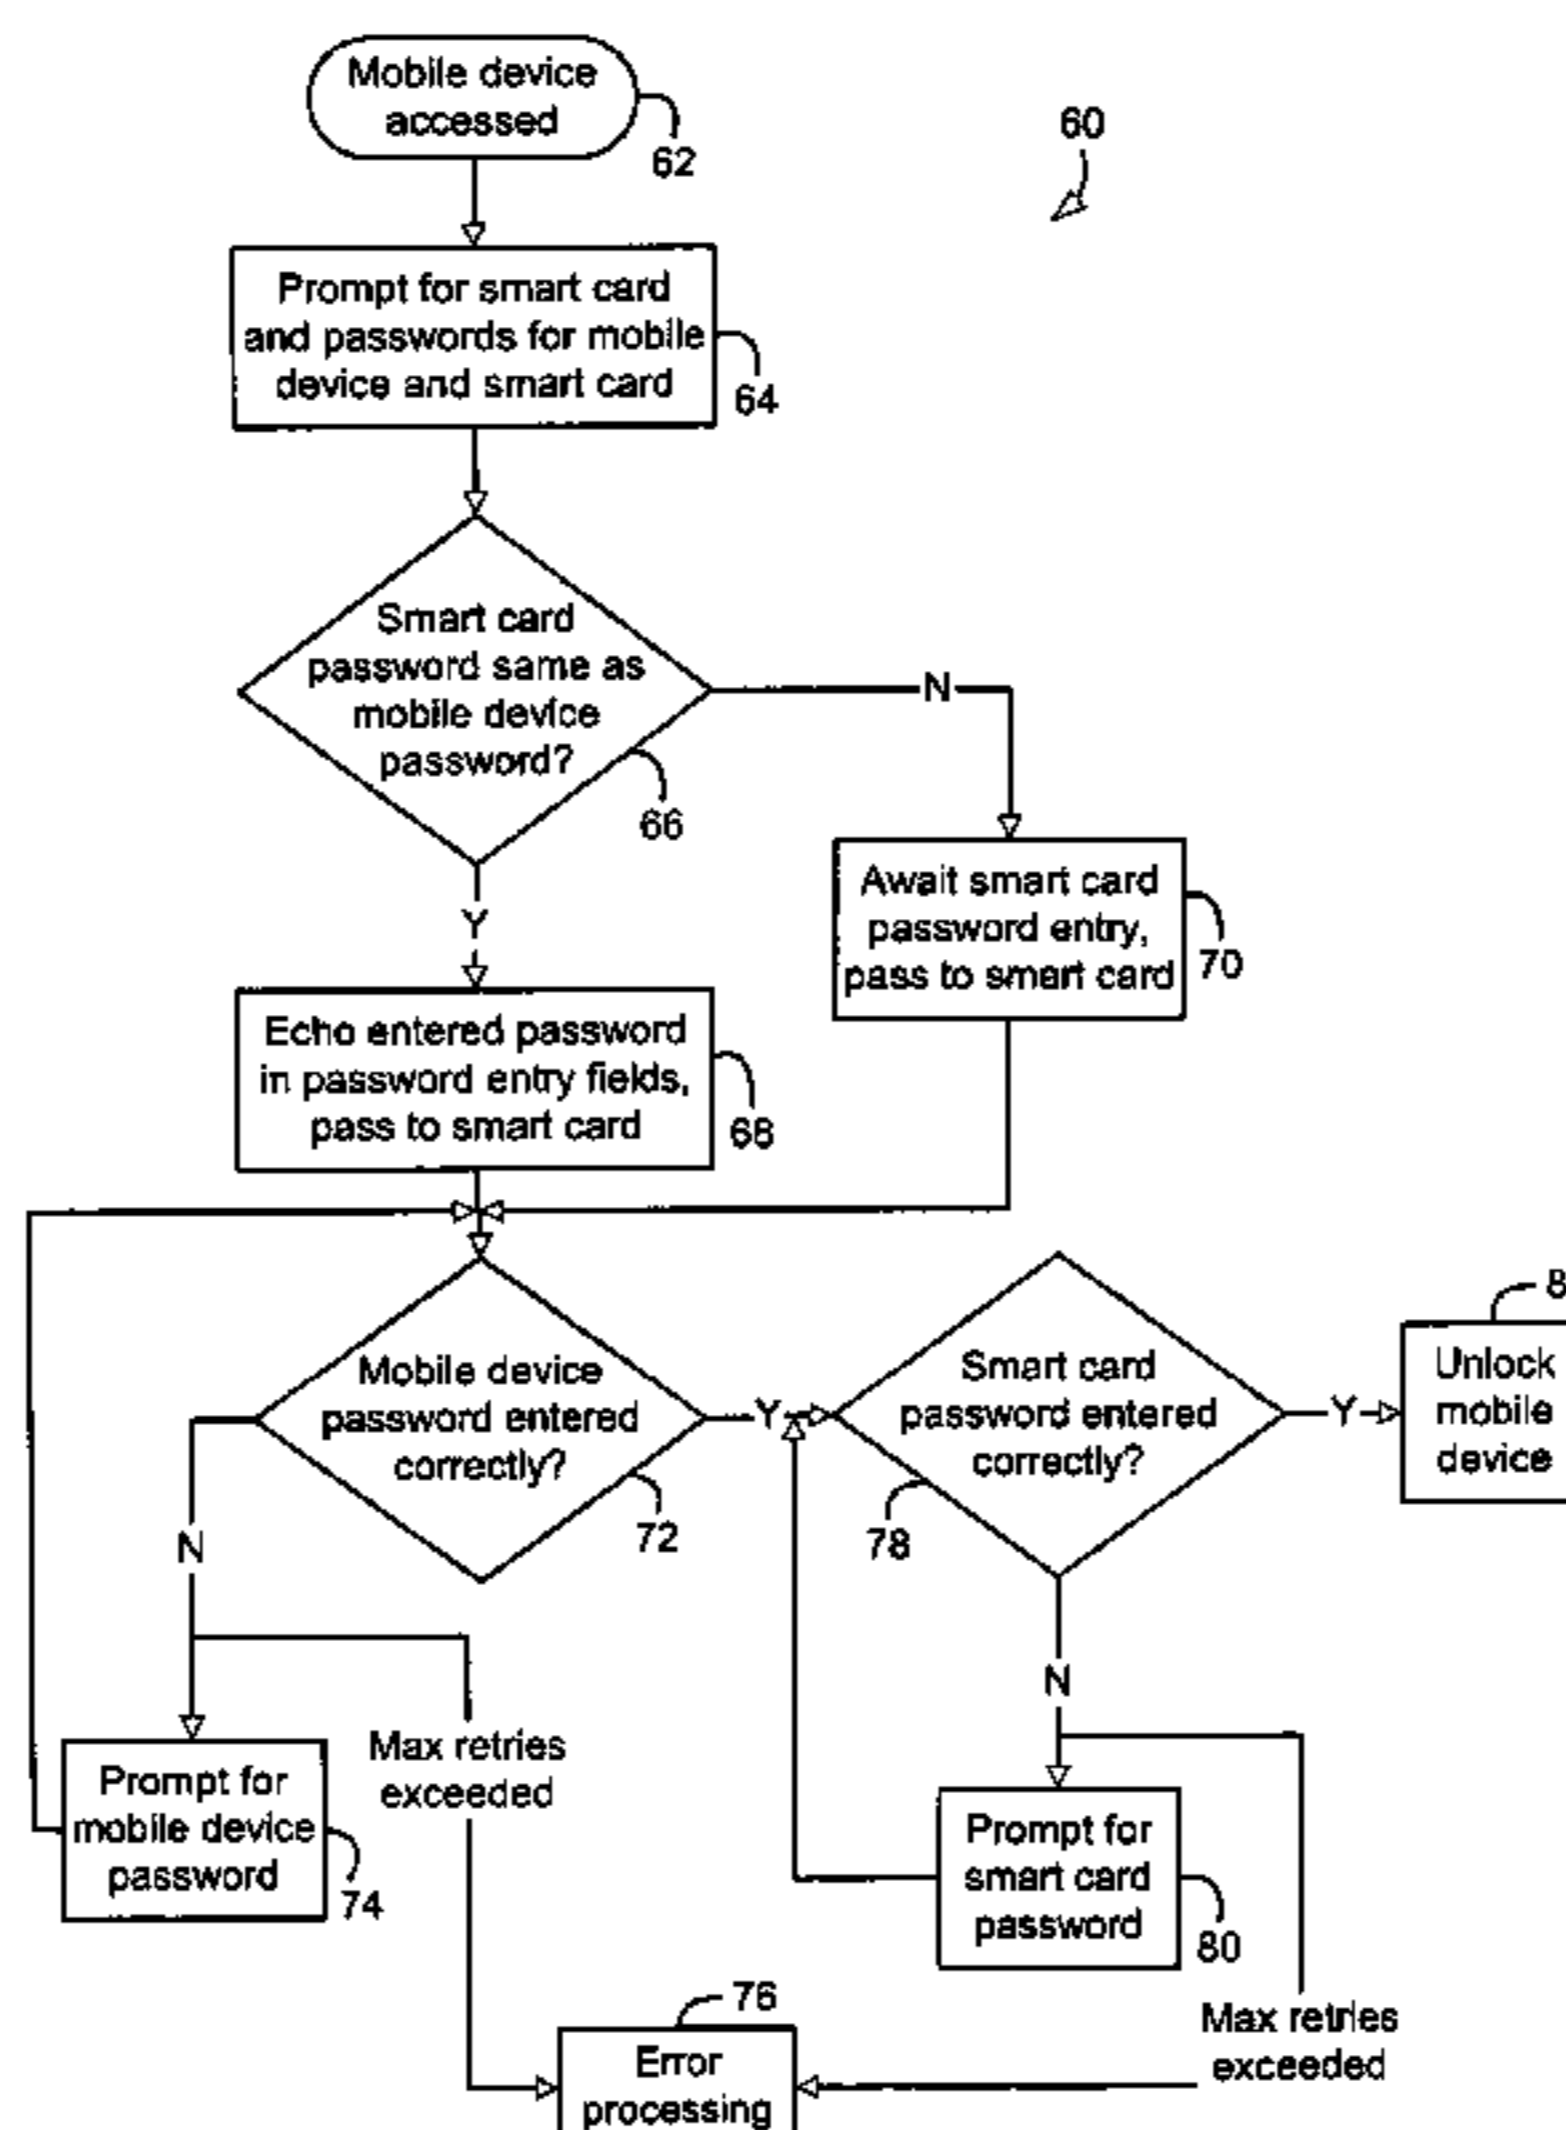 Mobile device
accessed
62
60
Prompt for smart card
and passwords for mobile
device and smart card
64
Smart card
password same as
mobile device
password?
66
N
Y
Await smart card
password entry,
pass to smart card
70
Echo entered password
in password entry fields,
pass to smart card
68
Mobile device
password entered
correctly?
72
Y
N
Smart card
password entered
correctly?
78
Y
N
8
Unlock
mobile
device
Prompt for
mobile device
password
74
Max retries
exceeded
Prompt for
smart card
password
80
Max retries
exceeded
76
Error
processing